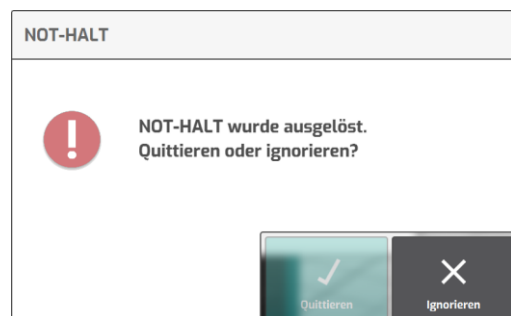 NOT-HALT
NOT-HALT wurde ausgelöst.
Quittieren oder ignorieren?
Quittieren
Ignorieren